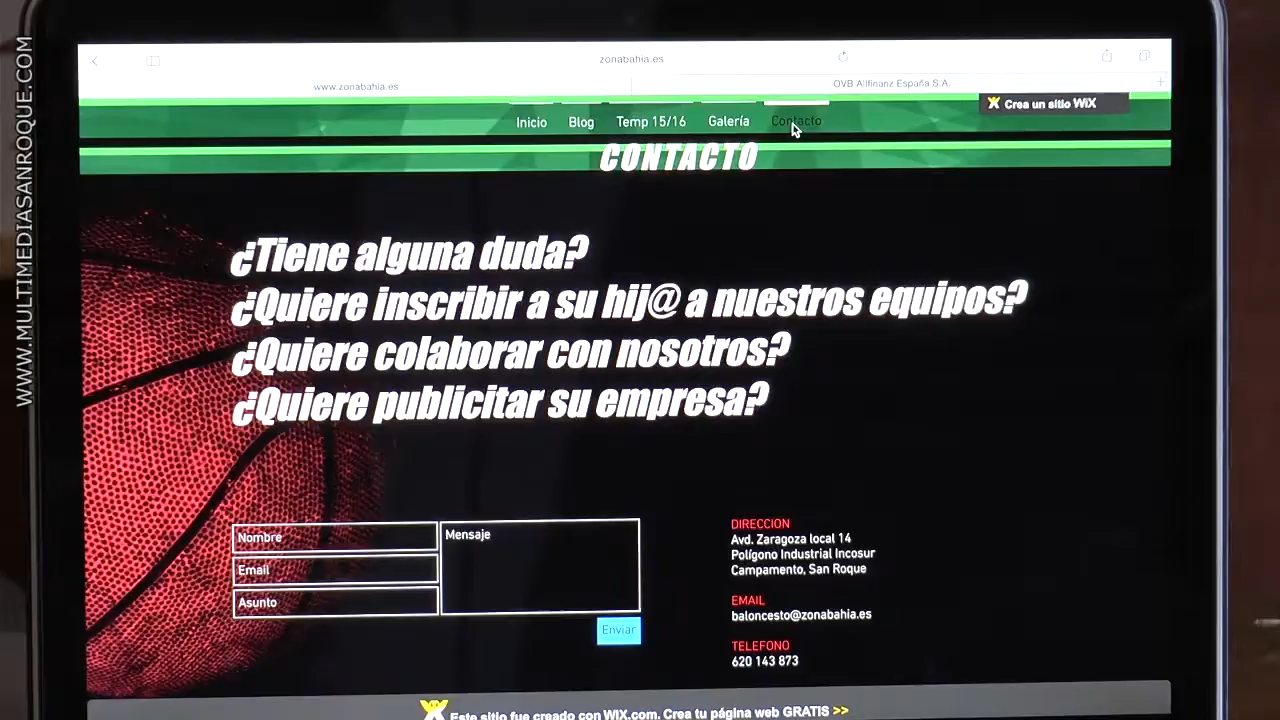 WWW.MULTIMEDIASANROQUE.COM
zonabahia.es
www.zonabahia.es
OVB Allfinanz España S.A.
Crea un sitio WiX
Inicio Blog Temp 15/16 Galería Contacto
CONTACTO
¿Tiene alguna duda?
¿Quiere inscribir a su hij@ a nuestros equipos?
¿Quiere colaborar con nosotros?
¿Quiere publicitar su empresa?
Nombre
Email
Asunto
Mensaje
Enviar
DIRECCION
Avd. Zaragoza local 14
Polígono Industrial Incosur
Campamento, San Roque
EMAIL
baloncesto@zonabahia.es
TELEFONO
620 143 873
Este sitio fue creado con WIX.com. Crea tu página web GRATIS >>